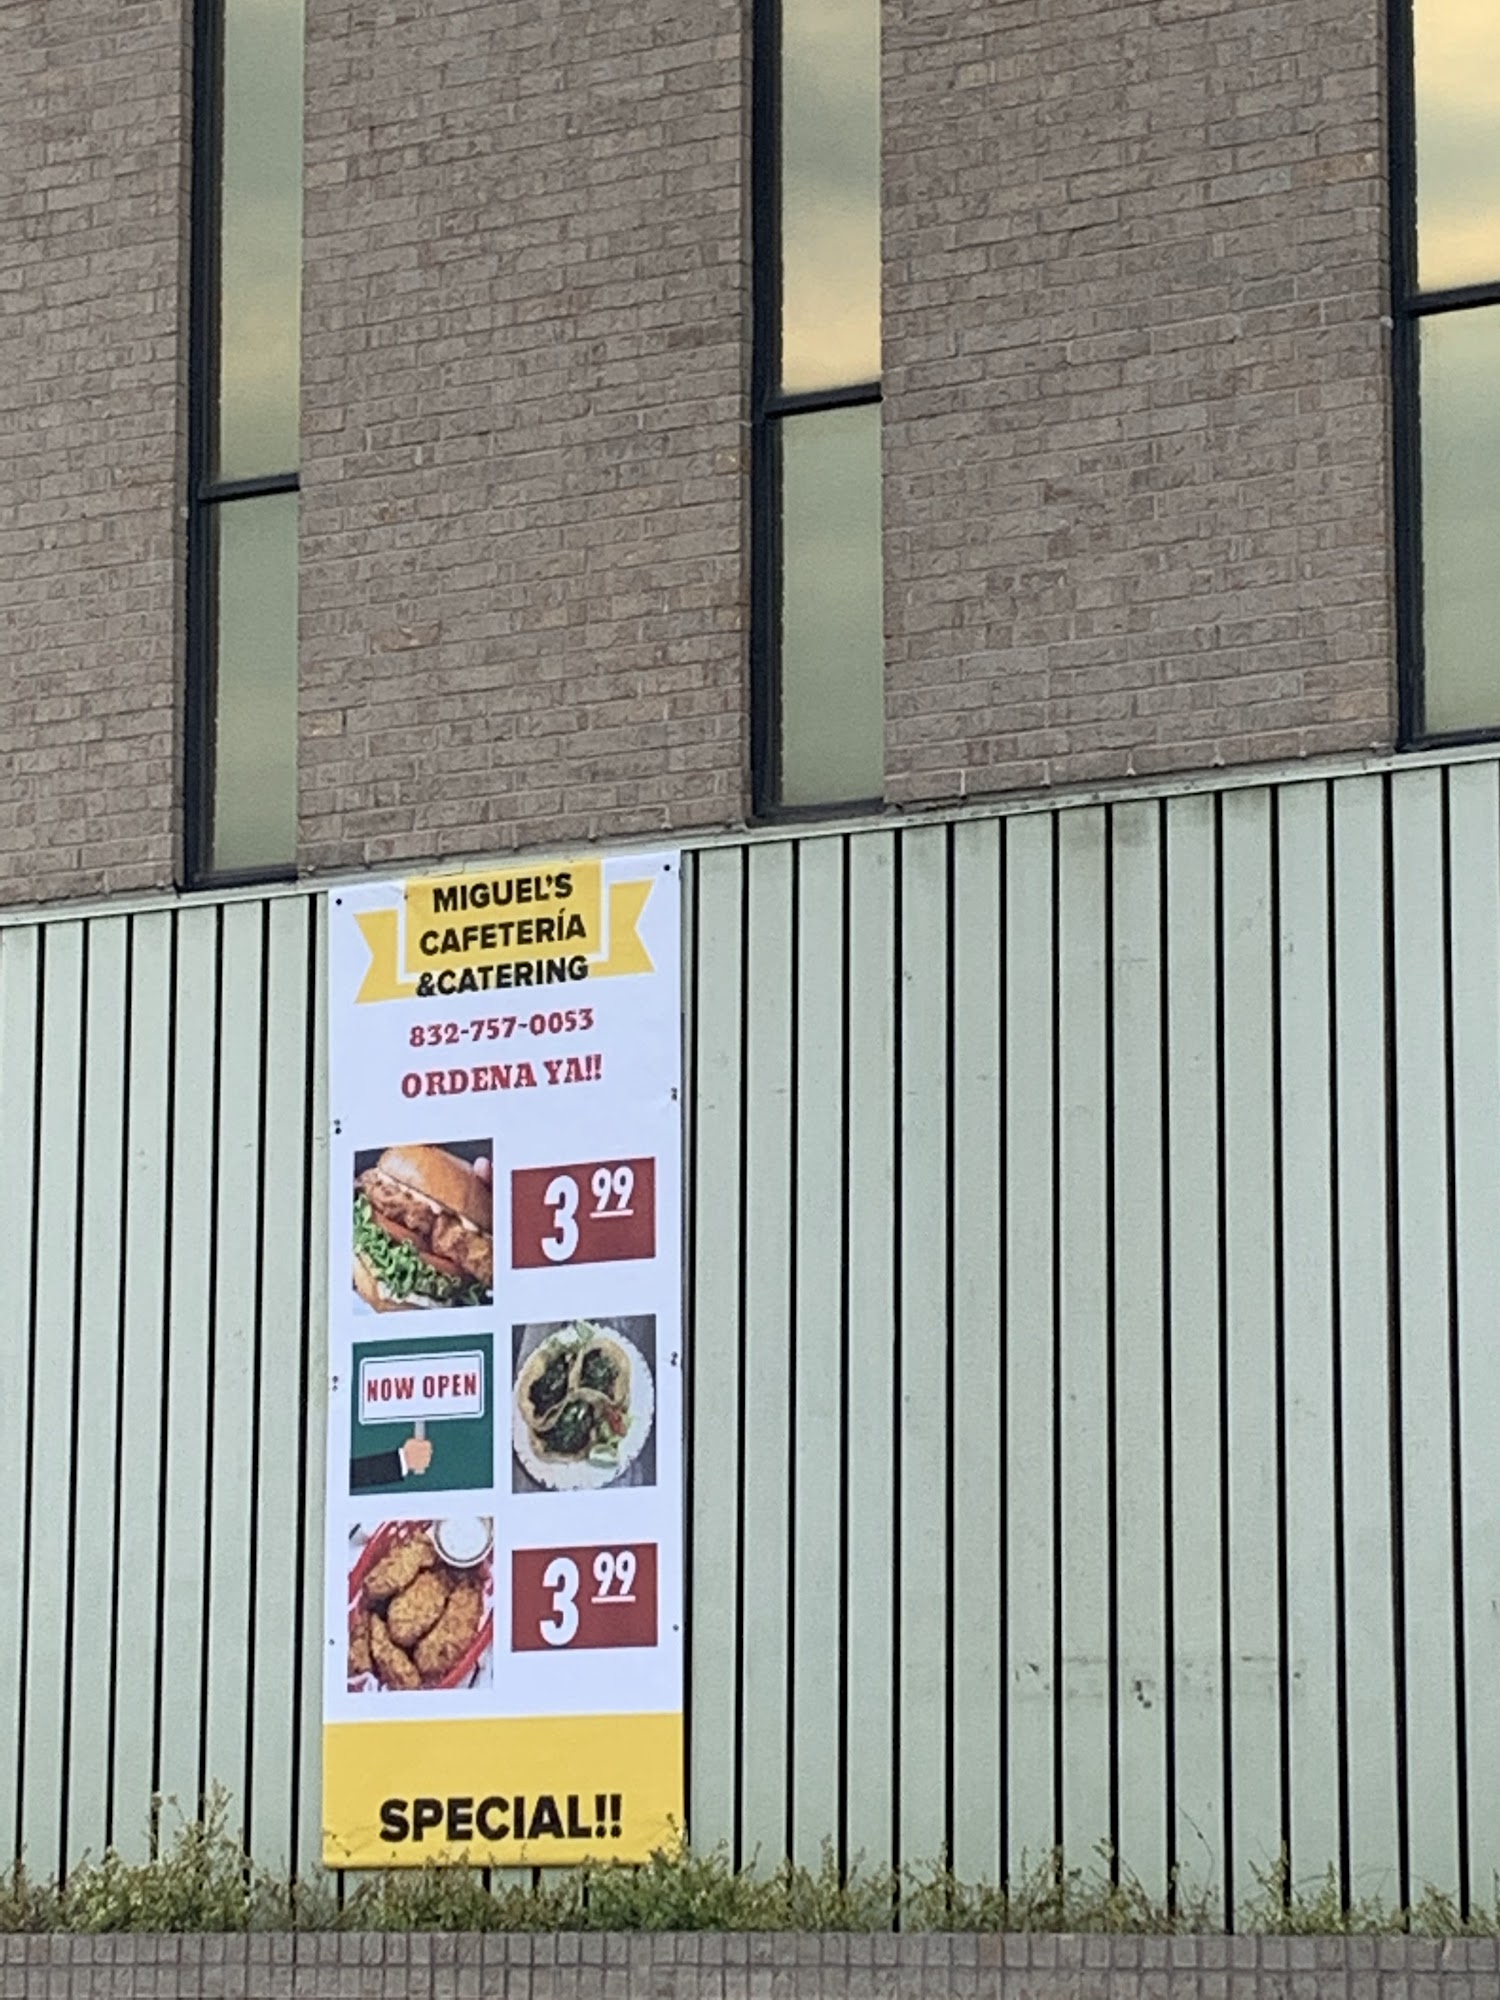 MIGUEL'S
CAFETERÍA
&CATERING
832-757-0053
ORDENA YA!!
3 99
NOW OPEN
3 99
SPECIAL!!